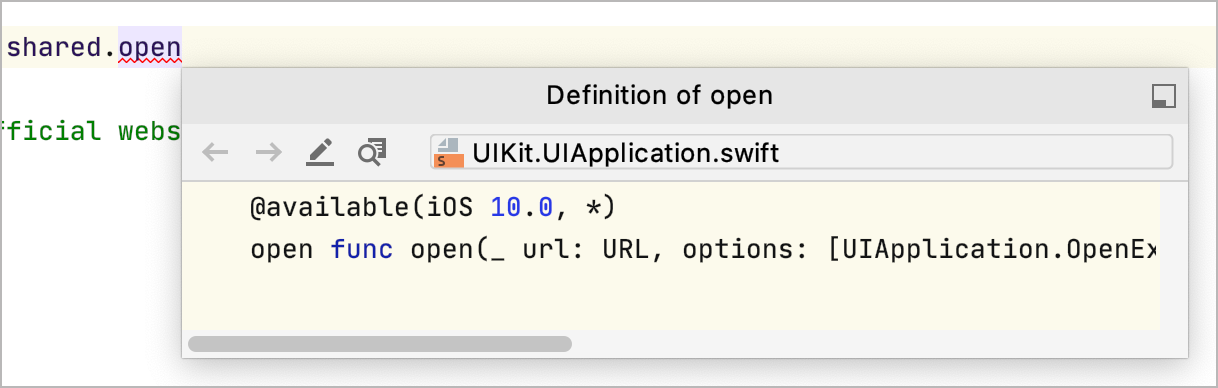 shared.open
Definition of open
fficial webs
UIKit.UIApplication.swift
@available(iOS 10.0, *)
open func open(_ url: URL, options: [UIApplication.OpenEx